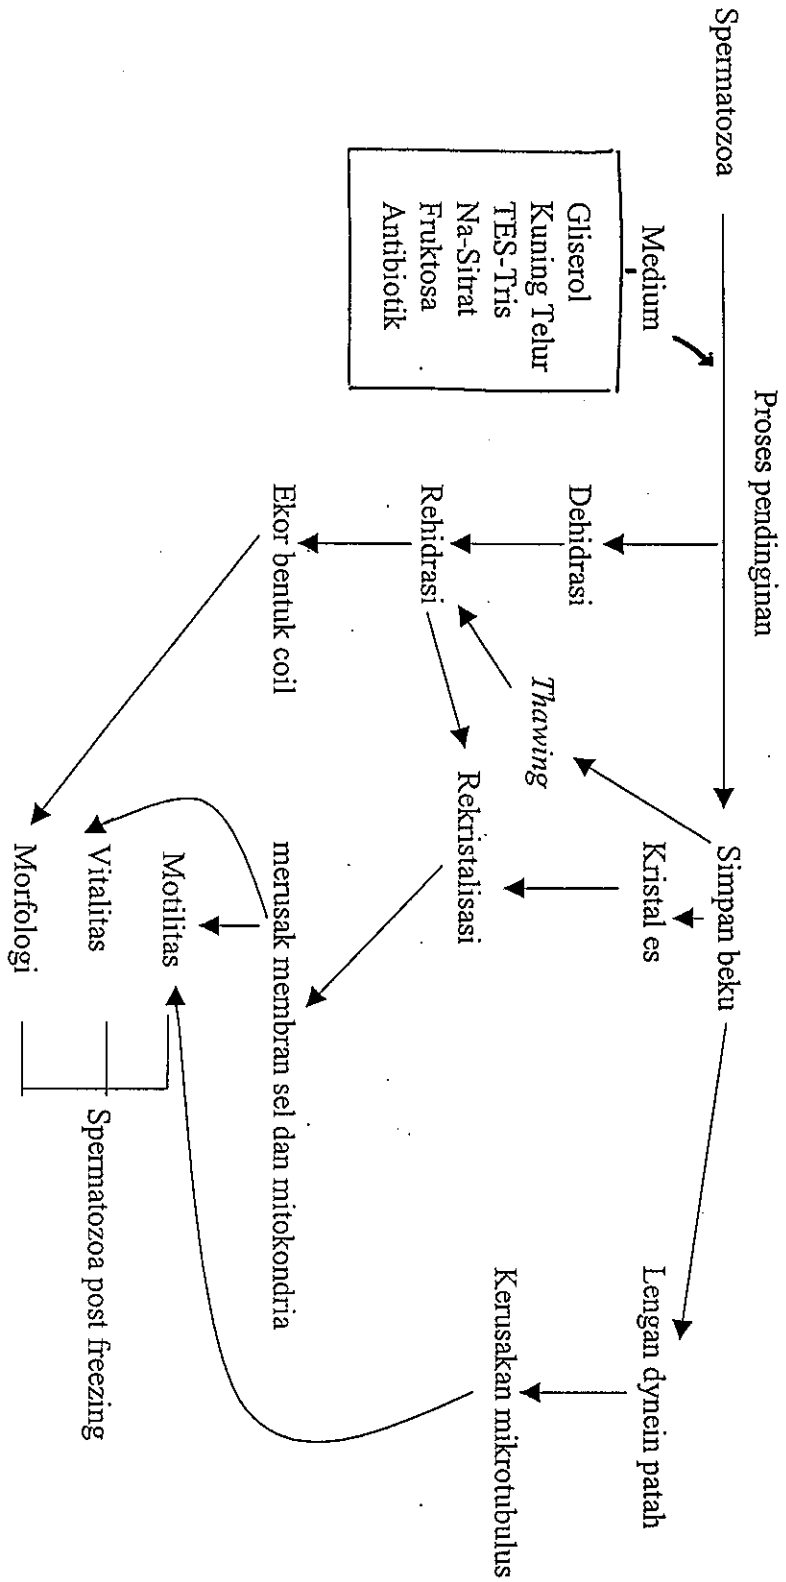 Proses pendinginan
Spermatozoa
Simpan beku
Medium
Gliserol
Kuning Telur
TES-Tris
Na-Sitrat
Fruktosa
Antibiotik
Kristal es
Lengan dynein patah
Dehidrasi
Thawing
Kerusakan mikrotubulus
Rehidrasi
Rekristalisasi
Ekor bentuk coil
merusak membran sel dan mitokondria
Motilitas
Vitalitas
Morfologi
Spermatozoa post freezing